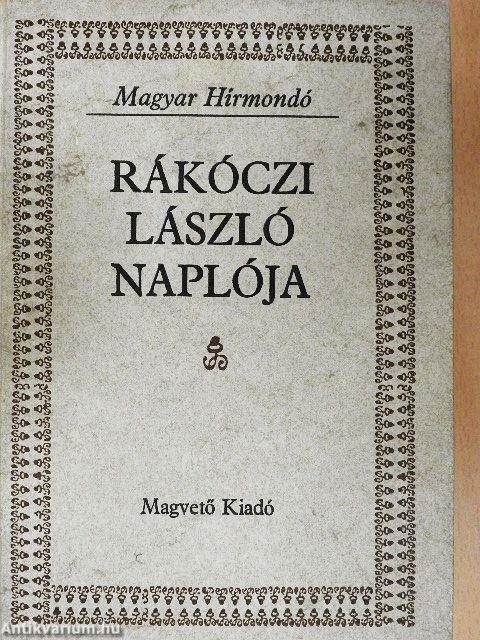 Magyar Hírmondó
RÁKÓCZI
LÁSZLÓ
NAPLÓJA
Magvető Kiadó
Antikvarium.hu